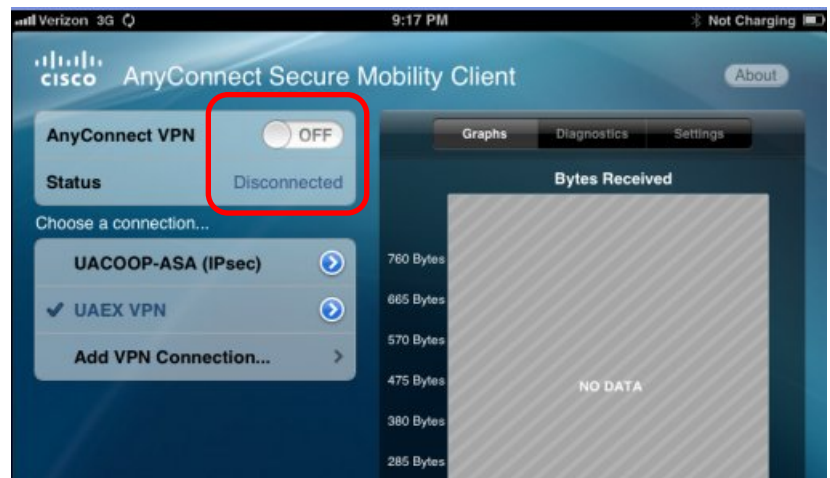 Verizon 3G 9:17 PM Not Charging
CISCO AnyConnect Secure Mobility Client About
AnyConnect VPN OFF
Status Disconnected
Choose a connection...
UACOOP-ASA (IPsec)
UAEX VPN
Add VPN Connection...
Graphs Diagnostics Settings
Bytes Received
760 Bytes
665 Bytes
570 Bytes
475 Bytes
NO DATA
380 Bytes
285 Bytes